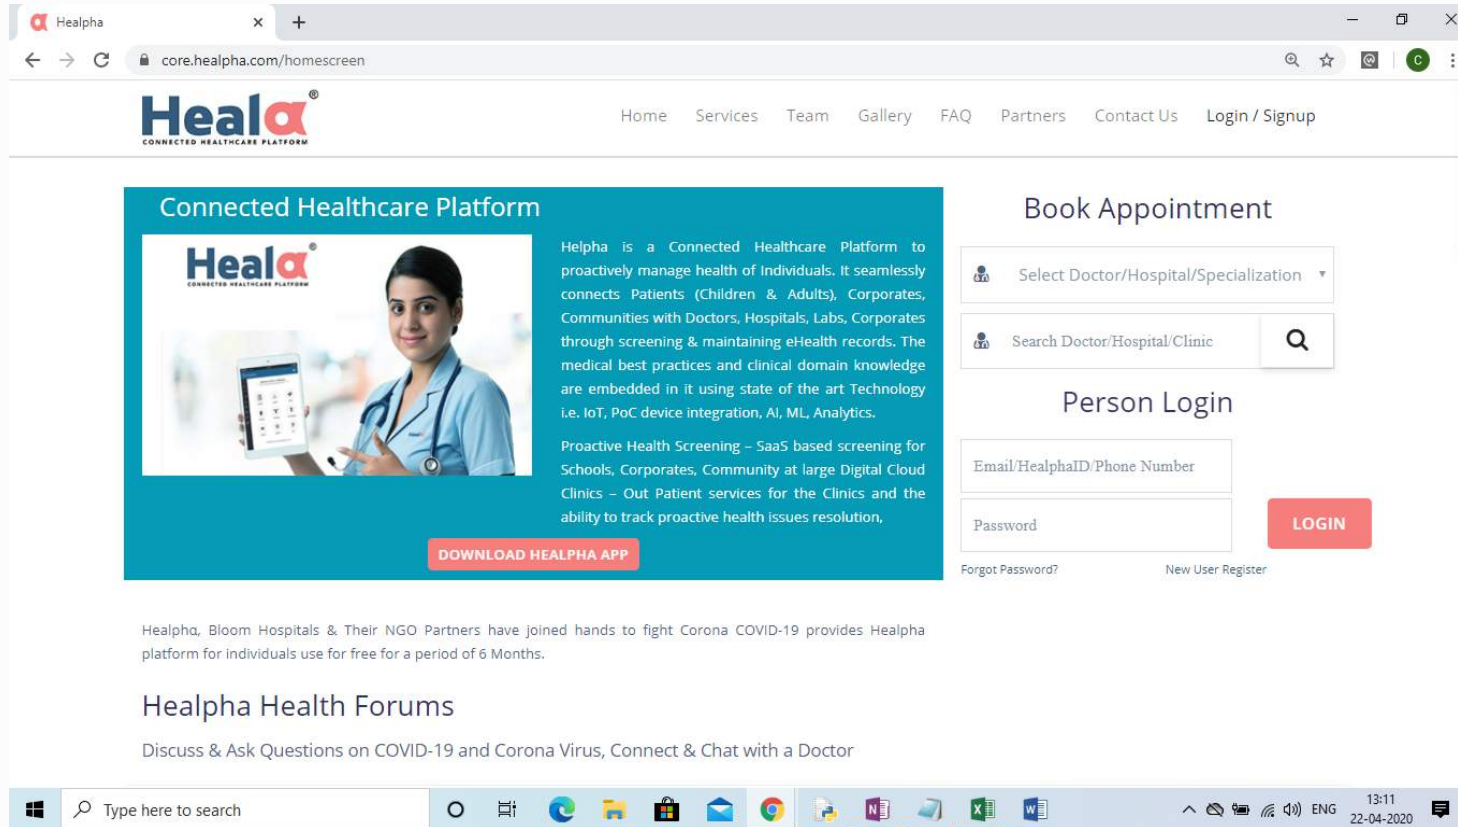 Healpha
core.healpha.com/homescreen
C
Healα®
CONNECTED HEALTHCARE PLATFORM
Home Services Team Gallery FAQ Partners Contact Us Login / Signup
Connected Healthcare Platform
Healα®
CONNECTED HEALTHCARE PLATFORM
Helpha is a Connected Healthcare Platform to
proactively manage health of Individuals. It seamlessly
connects Patients (Children & Adults), Corporates,
Communities with Doctors, Hospitals, Labs, Corporates
through screening & maintaining eHealth records. The
medical best practices and clinical domain knowledge
are embedded in it using state of the art Technology
i.e. IoT, PoC device integration, AI, ML, Analytics.
Proactive Health Screening – SaaS based screening for
Schools, Corporates, Community at large Digital Cloud
Clinics – Out Patient services for the Clinics and the
ability to track proactive health issues resolution,
DOWNLOAD HEALPHA APP
Book Appointment
Select Doctor/Hospital/Specialization
Search Doctor/Hospital/Clinic
Person Login
Email/HealphaID/Phone Number
Password
LOGIN
Forgot Password? New User Register
Healphα, Bloom Hospitals & Their NGO Partners have joined hands to fight Corona COVID-19 provides Healpha
platform for individuals use for free for a period of 6 Months.
Healpha Health Forums
Discuss & Ask Questions on COVID-19 and Corona Virus, Connect & Chat with a Doctor
Type here to search
ENG
13:11
22-04-2020